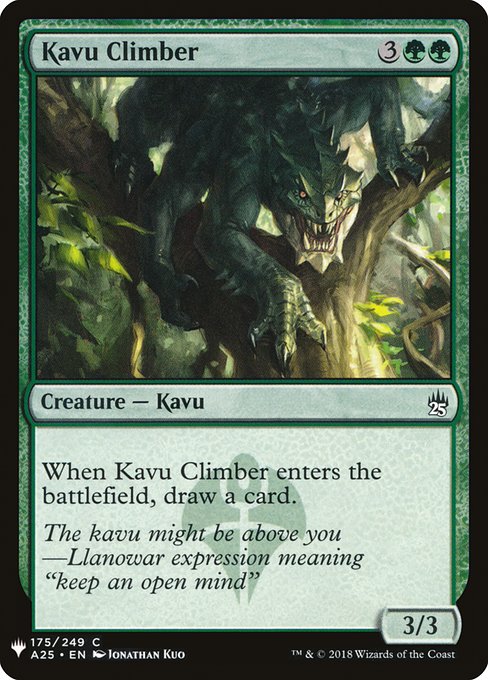 Kavu Climber 3
Creature — Kavu
25
When Kavu Climber enters the
battlefield, draw a card.
The kavu might be above you
—Llanowar expression meaning
“keep an open mind”
3/3
175/249 C
A25 • EN Jonathan Kuo
™ & © 2018 Wizards of the Coast